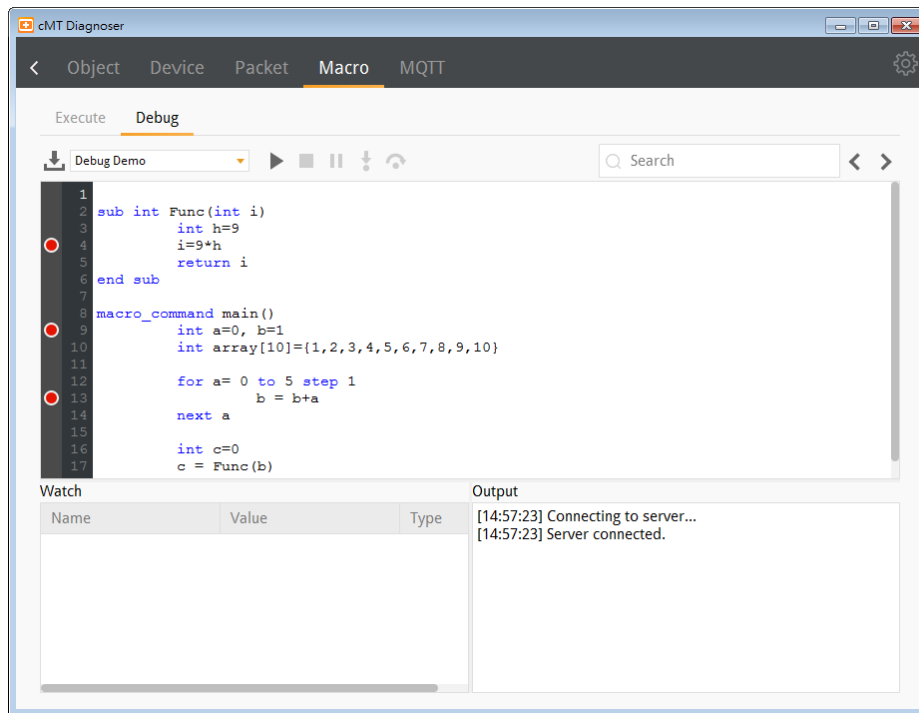 cMT Diagnoser
Object Device Packet Macro MQTT
Execute Debug
Debug Demo Search
1
2 sub int Func(int i)
3 int h=9
4 i=9*h
5 return i
6 end sub
7
8 macro_command main()
9 int a=0, b=1
10 int array[10]={1,2,3,4,5,6,7,8,9,10}
11
12 for a= 0 to 5 step 1
13 b = b+a
14 next a
15
16 int c=0
17 c = Func(b)
Watch
Name Value Type
Output
[14:57:23] Connecting to server...
[14:57:23] Server connected.